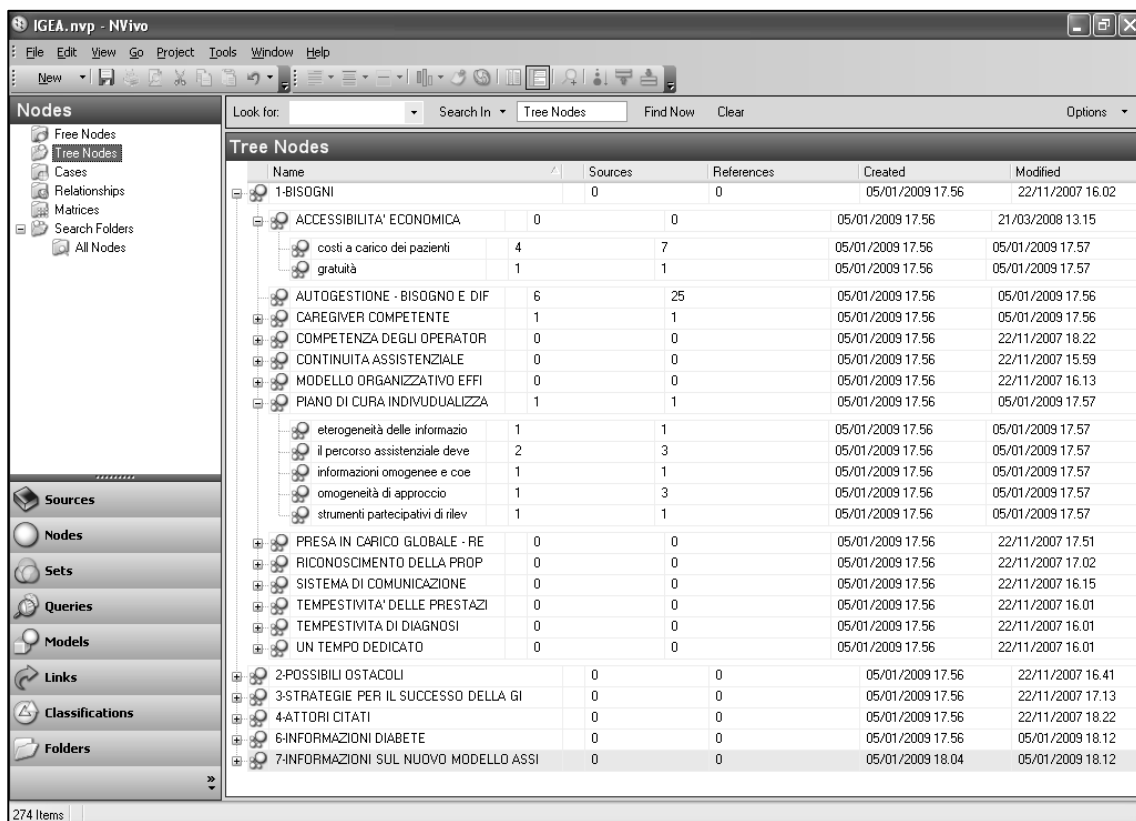 IGEA.nvp - NVivo
File Edit View Go Project Tools Window Help
New
Nodes
Free Nodes
Tree Nodes
Cases
Relationships
Matrices
Search Folders
All Nodes
Sources
Nodes
Sets
Queries
Models
Links
Classifications
Folders
Look for: Search In Tree Nodes Find Now Clear Options
Tree Nodes
Name Sources References Created Modified
1-BISOGNI 0 0 05/01/2009 17.56 22/11/2007 16.02
ACCESSIBILITA' ECONOMICA 0 0 05/01/2009 17.56 21/03/2008 13.15
costi a carico dei pazienti 4 7 05/01/2009 17.56 05/01/2009 17.57
gratuità 1 1 05/01/2009 17.56 05/01/2009 17.57
AUTOGESTIONE - BISOGNO E DIF 6 25 05/01/2009 17.56 05/01/2009 17.56
CAREGIVER COMPETENTE 1 1 05/01/2009 17.56 05/01/2009 17.56
COMPETENZA DEGLI OPERATOR 0 0 05/01/2009 17.56 22/11/2007 18.22
CONTINUITA ASSISTENZIALE 0 0 05/01/2009 17.56 22/11/2007 15.59
MODELLO ORGANIZZATIVO EFFI 0 0 05/01/2009 17.56 22/11/2007 16.13
PIANO DI CURA INDIVUDUALIZZA 1 1 05/01/2009 17.56 05/01/2009 17.57
eterogeneità delle informazio 1 1 05/01/2009 17.56 05/01/2009 17.57
il percorso assistenziale deve 2 3 05/01/2009 17.56 05/01/2009 17.57
informazioni omogenee e coe 1 1 05/01/2009 17.56 05/01/2009 17.57
omogeneità di approccio 1 3 05/01/2009 17.56 05/01/2009 17.57
strumenti partecipativi di rilev 1 1 05/01/2009 17.56 05/01/2009 17.57
PRESA IN CARICO GLOBALE - RE 0 0 05/01/2009 17.56 22/11/2007 17.51
RICONOSCIMENTO DELLA PROP 0 0 05/01/2009 17.56 22/11/2007 17.02
SISTEMA DI COMUNICAZIONE 0 0 05/01/2009 17.56 22/11/2007 16.15
TEMPESTIVITA' DELLE PRESTAZI 0 0 05/01/2009 17.56 22/11/2007 16.01
TEMPESTIVITA DI DIAGNOSI 0 0 05/01/2009 17.56 22/11/2007 16.01
UN TEMPO DEDICATO 0 0 05/01/2009 17.56 22/11/2007 16.01
2-POSSIBILI OSTACOLI 0 0 05/01/2009 17.56 22/11/2007 16.41
3-STRATEGIE PER IL SUCCESSO DELLA GI 0 0 05/01/2009 17.56 22/11/2007 17.13
4-ATTORI CITATI 0 0 05/01/2009 17.56 22/11/2007 18.22
6-INFORMAZIONI DIABETE 0 0 05/01/2009 17.56 05/01/2009 18.12
7-INFORMAZIONI SUL NUOVO MODELLO ASSI 0 0 05/01/2009 18.04 05/01/2009 18.12
274 Items